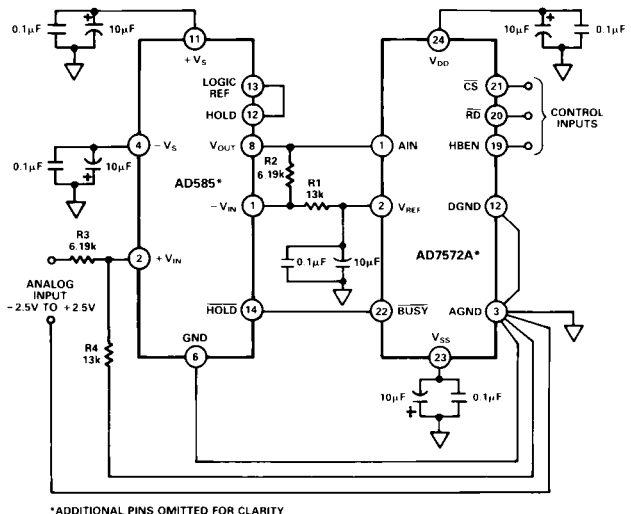 0.1µF
10µF
+
11
+VS
LOGIC REF
13
HOLD
12
VOUT
8
4
-VS
0.1µF
10µF
+
AD585*
R2
6.19k
R1
13k
-VIN
1
R3
6.19k
2
+VIN
ANALOG
INPUT
-2.5V TO +2.5V
R4
13k
HOLD
14
GND
6
0.1µF
10µF
+
10µF
0.1µF
24
VDD
CS
21
RD
20
HBEN
19
CONTROL
INPUTS
1
AIN
2
VREF
DGND
12
AD7572A*
22
BUSY
AGND
3
VSS
23
10µF
0.1µF
+
*ADDITIONAL PINS OMITTED FOR CLARITY